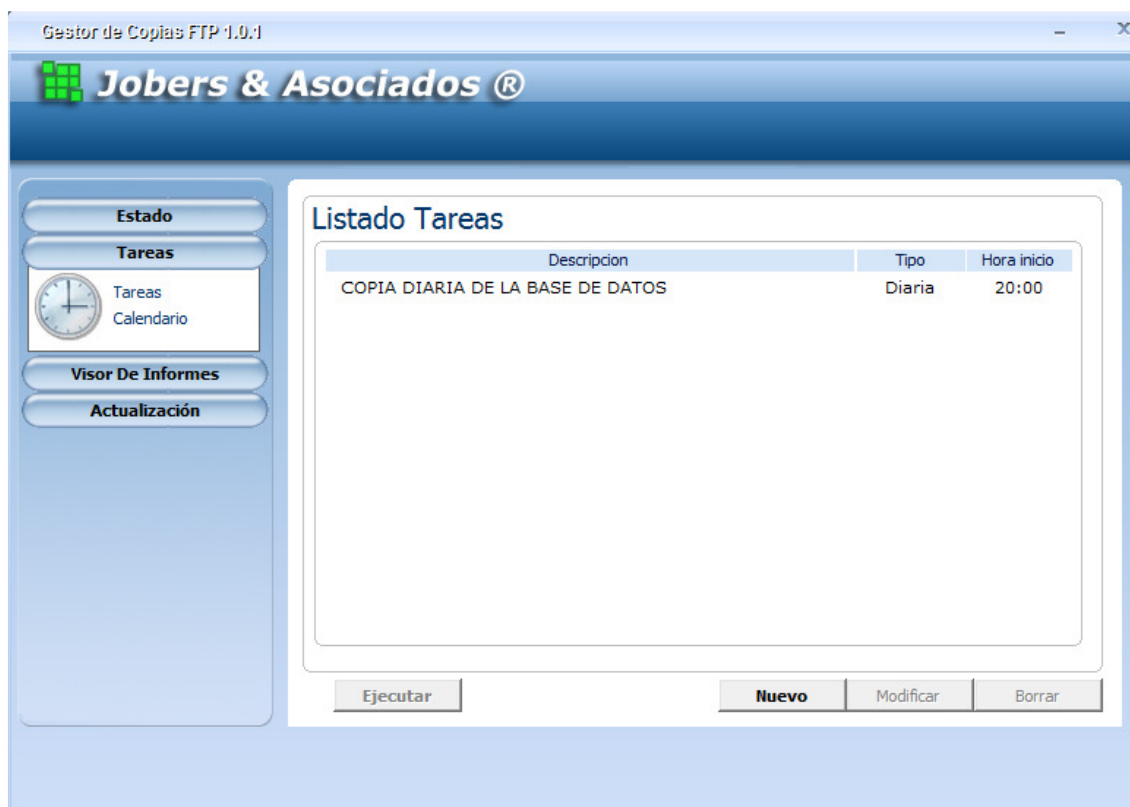 Gestor de Copias FTP 1.0.1
Jobers & Asociados ®
Estado
Tareas
Tareas
Calendario
Visor De Informes
Actualización
Listado Tareas
Descripcion Tipo Hora inicio
COPIA DIARIA DE LA BASE DE DATOS Diaria 20:00
Ejecutar Nuevo Modificar Borrar